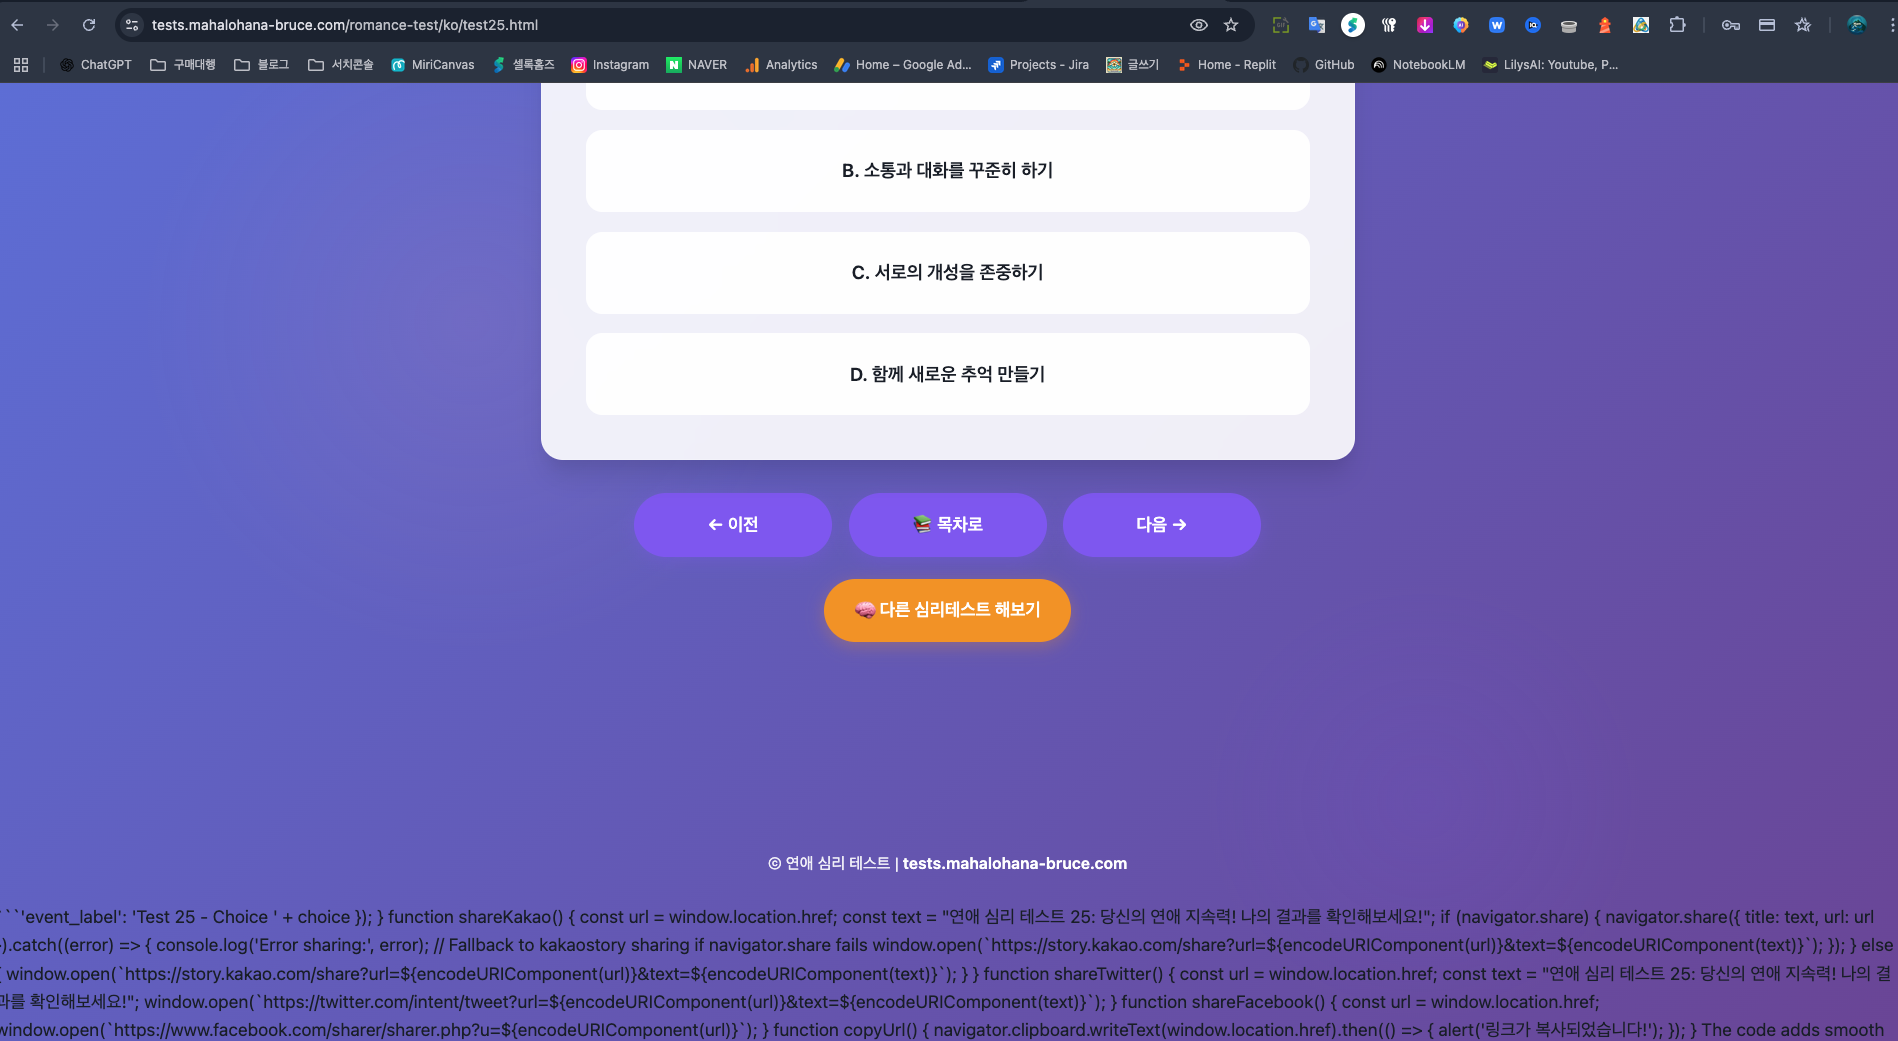 tests.mahalohana-bruce.com/romance-test/ko/test25.html
ChatGPT 구매대행 블로그 서치콘솔 MiriCanvas 셜록홈즈 Instagram NAVER Analytics Home – Google Ad... Projects - Jira 글쓰기 Home - Replit GitHub NotebookLM LilysAI: Youtube, P...
B. 소통과 대화를 꾸준히 하기
C. 서로의 개성을 존중하기
D. 함께 새로운 추억 만들기
← 이전 📚 목차로 다음 →
🧠 다른 심리테스트 해보기
© 연애 심리 테스트 | tests.mahalohana-bruce.com
```'event_label': 'Test 25 - Choice ' + choice }); } function shareKakao() { const url = window.location.href; const text = "연애 심리 테스트 25: 당신의 연애 지속력! 나의 결과를 확인해보세요!"; if (navigator.share) { navigator.share({ title: text, url: url
}).catch((error) => { console.log('Error sharing:', error); // Fallback to kakaostory sharing if navigator.share fails window.open(`https://story.kakao.com/share?url=${encodeURIComponent(url)}&text=${encodeURIComponent(text)}`); }); } else
{ window.open(`https://story.kakao.com/share?url=${encodeURIComponent(url)}&text=${encodeURIComponent(text)}`); } } function shareTwitter() { const url = window.location.href; const text = "연애 심리 테스트 25: 당신의 연애 지속력! 나의 결
과를 확인해보세요!"; window.open(`https://twitter.com/intent/tweet?url=${encodeURIComponent(url)}&text=${encodeURIComponent(text)}`); } function shareFacebook() { const url = window.location.href;
window.open(`https://www.facebook.com/sharer/sharer.php?u=${encodeURIComponent(url)}`); } function copyUrl() { navigator.clipboard.writeText(window.location.href).then(() => { alert('링크가 복사되었습니다!'); }); } The code adds smooth